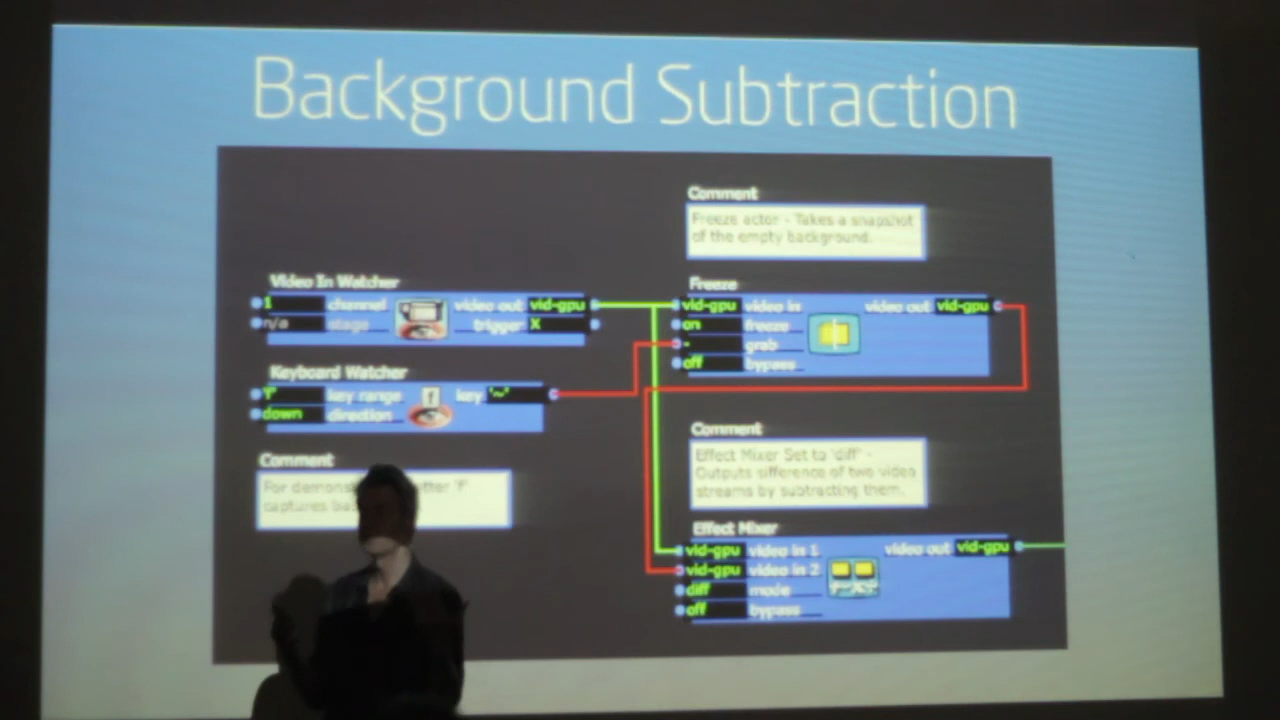 Background Subtraction
Comment
Freeze actor - Takes a snapshot
of the empty background.
Video In Watcher
1 channel video out vid-gpu
n/a stage trigger X
Freeze
vid-gpu video in video out vid-gpu
on freeze
- grab
off bypass
Keyboard Watcher
'f' key range f key '~'
down direction
Comment
Effect Mixer Set to 'diff' -
Outputs sifference of two video
streams by subtracting them.
Comment
For 'f'
captures
Effect Mixer
vid-gpu video in 1 video out vid-gpu
vid-gpu video in 2
diff mode
off bypass